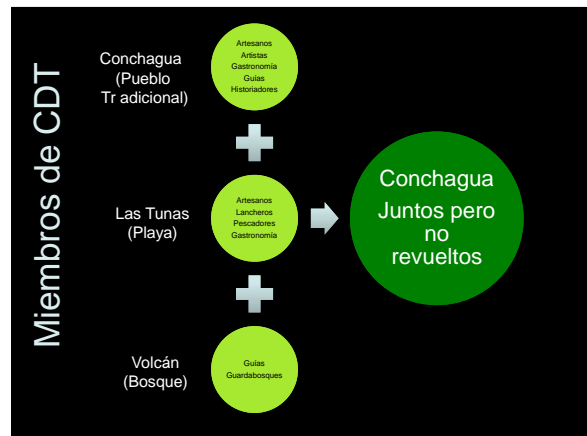 Miembros de CDT
Conchagua
(Pueblo
Tr adicional)
Artesanos
Artistas
Gastronomía
Guías
Historiadores
Las Tunas
(Playa)
Artesanos
Lancheros
Pescadores
Gastronomía
Volcán
(Bosque)
Guías
Guardabosques
Conchagua
Juntos pero
no
revueltos